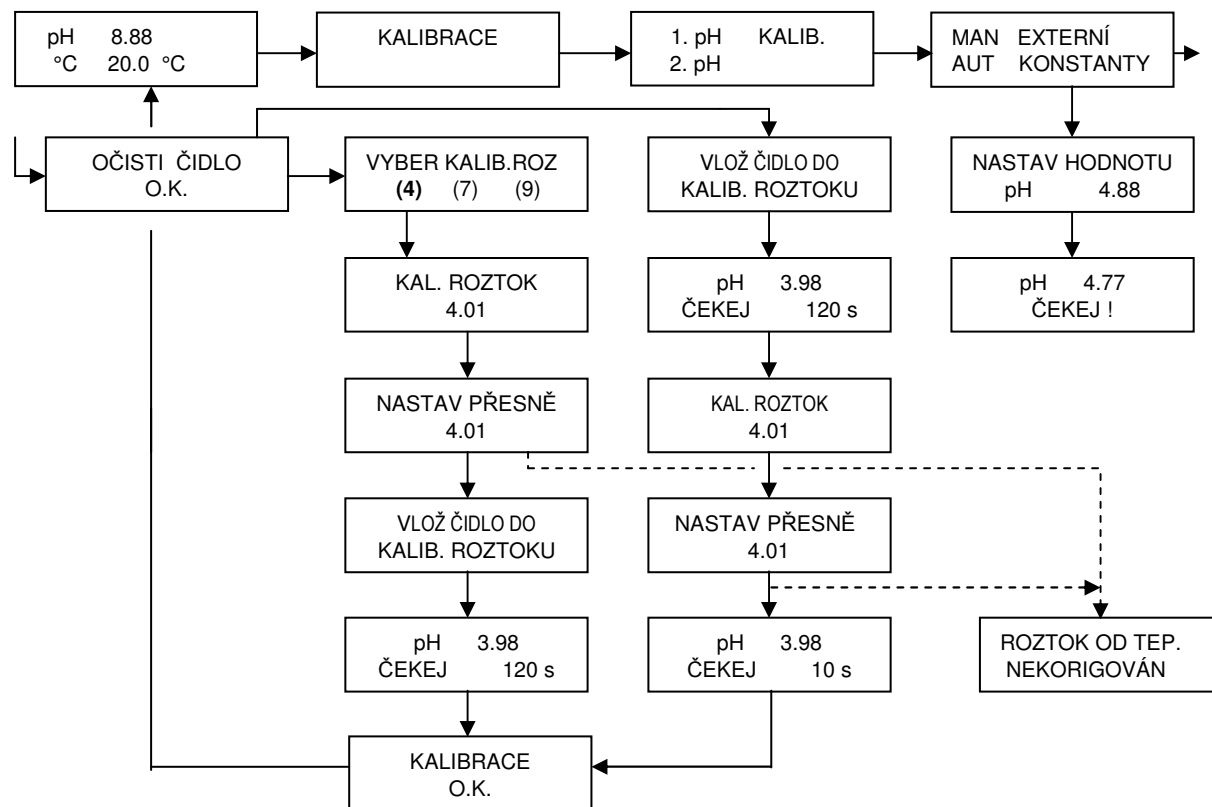 pH 8.88
°C 20.0 °C
KALIBRACE
1. pH KALIB.
2. pH
MAN EXTERNÍ
AUT KONSTANTY
OČISTI ČIDLO
O.K.
VYBER KALIB.ROZ
(4) (7) (9)
VLOŽ ČIDLO DO
KALIB. ROZTOKU
NASTAV HODNOTU
pH 4.88
KAL. ROZTOK
4.01
pH 3.98
ČEKEJ 120 s
pH 4.77
ČEKEJ !
NASTAV PŘESNĚ
4.01
KAL. ROZTOK
4.01
VLOŽ ČIDLO DO
KALIB. ROZTOKU
NASTAV PŘESNĚ
4.01
pH 3.98
ČEKEJ 120 s
pH 3.98
ČEKEJ 10 s
ROZTOK OD TEP.
NEKORIGOVÁN
KALIBRACE
O.K.